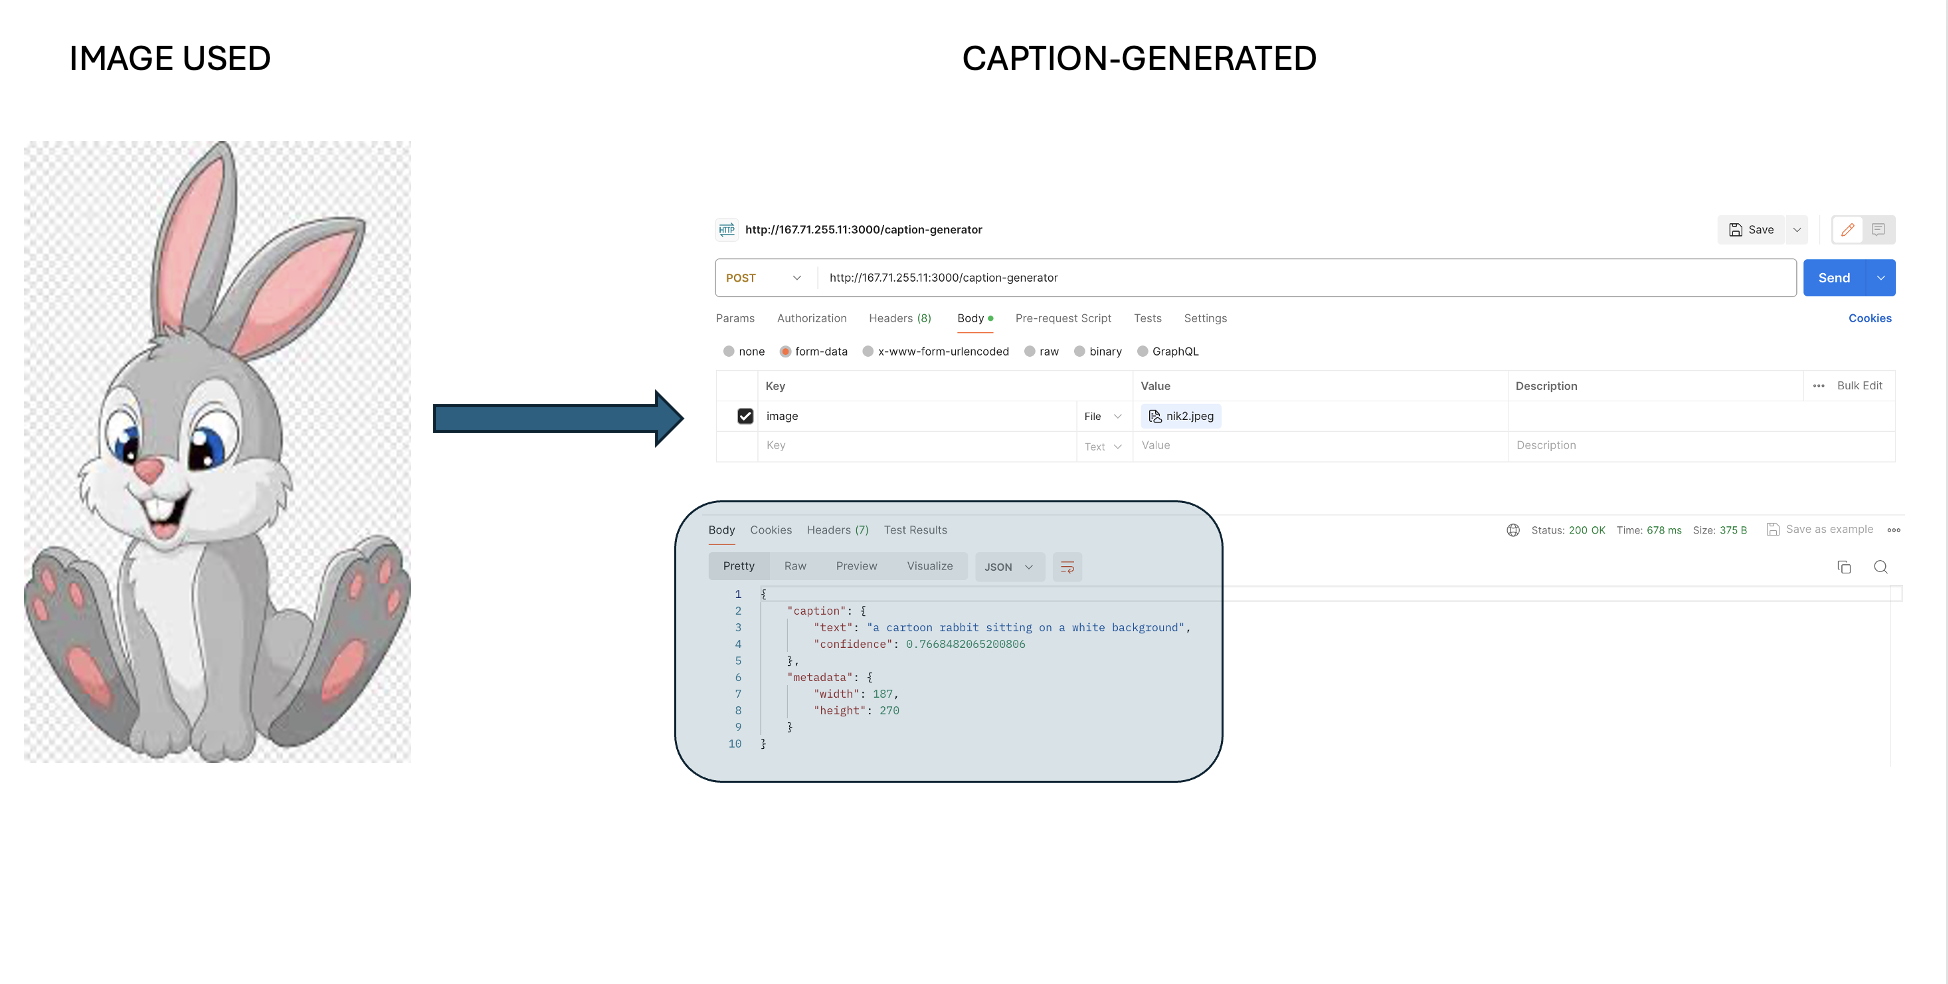 IMAGE USED
CAPTION-GENERATED
HTTP http://167.71.255.11:3000/caption-generator
Save
POST http://167.71.255.11:3000/caption-generator Send
Params Authorization Headers (8) Body Pre-request Script Tests Settings Cookies
none form-data x-www-form-urlencoded raw binary GraphQL
Key Value Description ••• Bulk Edit
image File nik2.jpeg
Key Text Value Description
Body Cookies Headers (7) Test Results Status: 200 OK Time: 678 ms Size: 375 B Save as example •••
Pretty Raw Preview Visualize JSON
1 {
2 "caption": {
3 "text": "a cartoon rabbit sitting on a white background",
4 "confidence": 0.7668482065200806
5 },
6 "metadata": {
7 "width": 187,
8 "height": 270
9 }
10 }